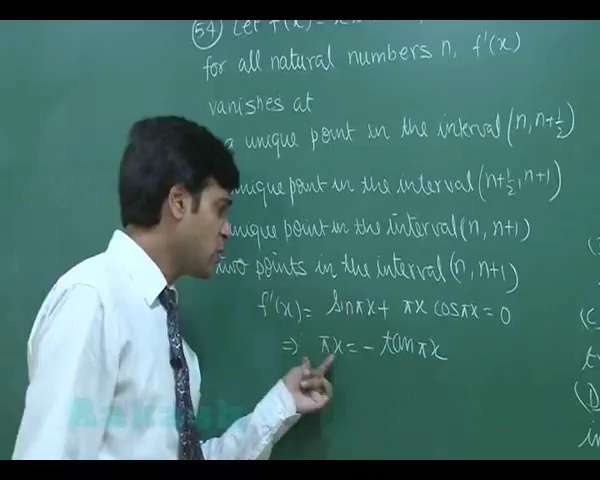 54 Let f(x) =
for all natural numbers n, f'(x)
vanishes at
a unique point in the interval (n, n+½)
unique point in the interval (n+½, n+1)
unique point in the interval (n, n+1)
two points in the interval (n, n+1)
f'(x) = sinπx + πx cosπx = 0
⇒ πx = - tanπx
(C
(D
in
Aakash